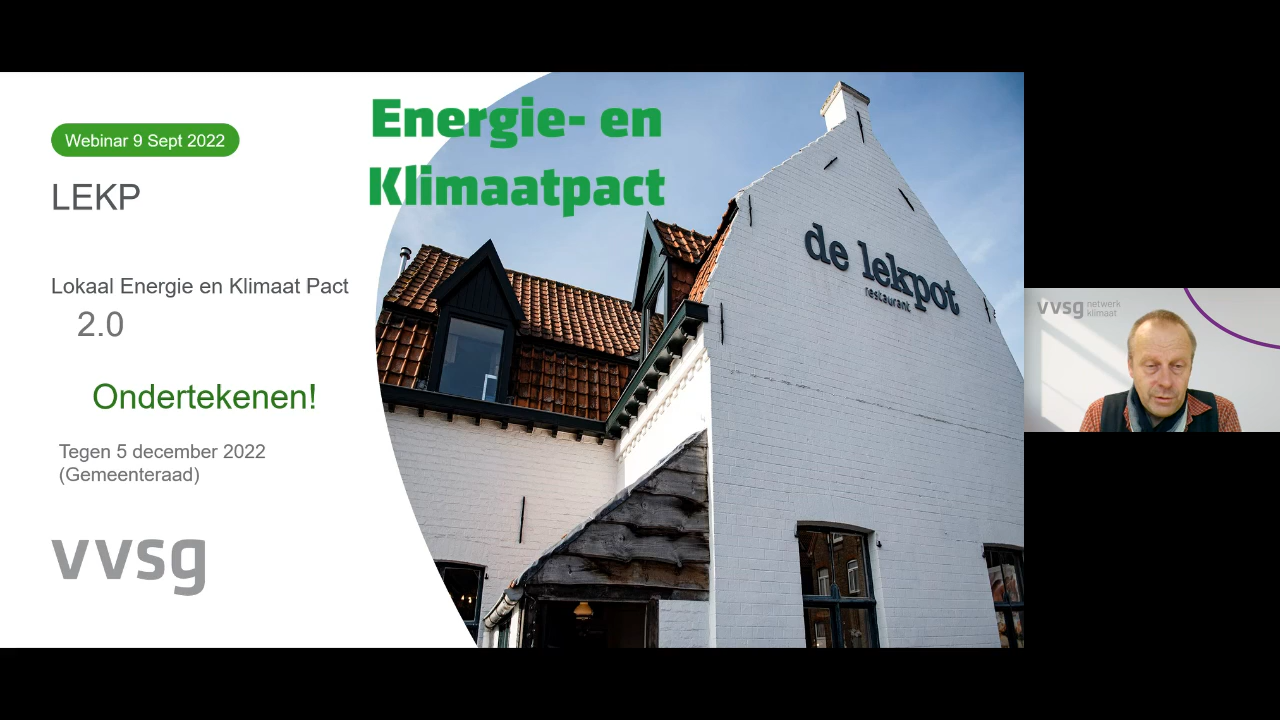 Webinar 9 Sept 2022
LEKP
Lokaal Energie en Klimaat Pact
2.0
Ondertekenen!
Tegen 5 december 2022
(Gemeenteraad)
vvsg
Energie- en
Klimaatpact
de lekpot
restaurant
vvsg netwerk
klimaat